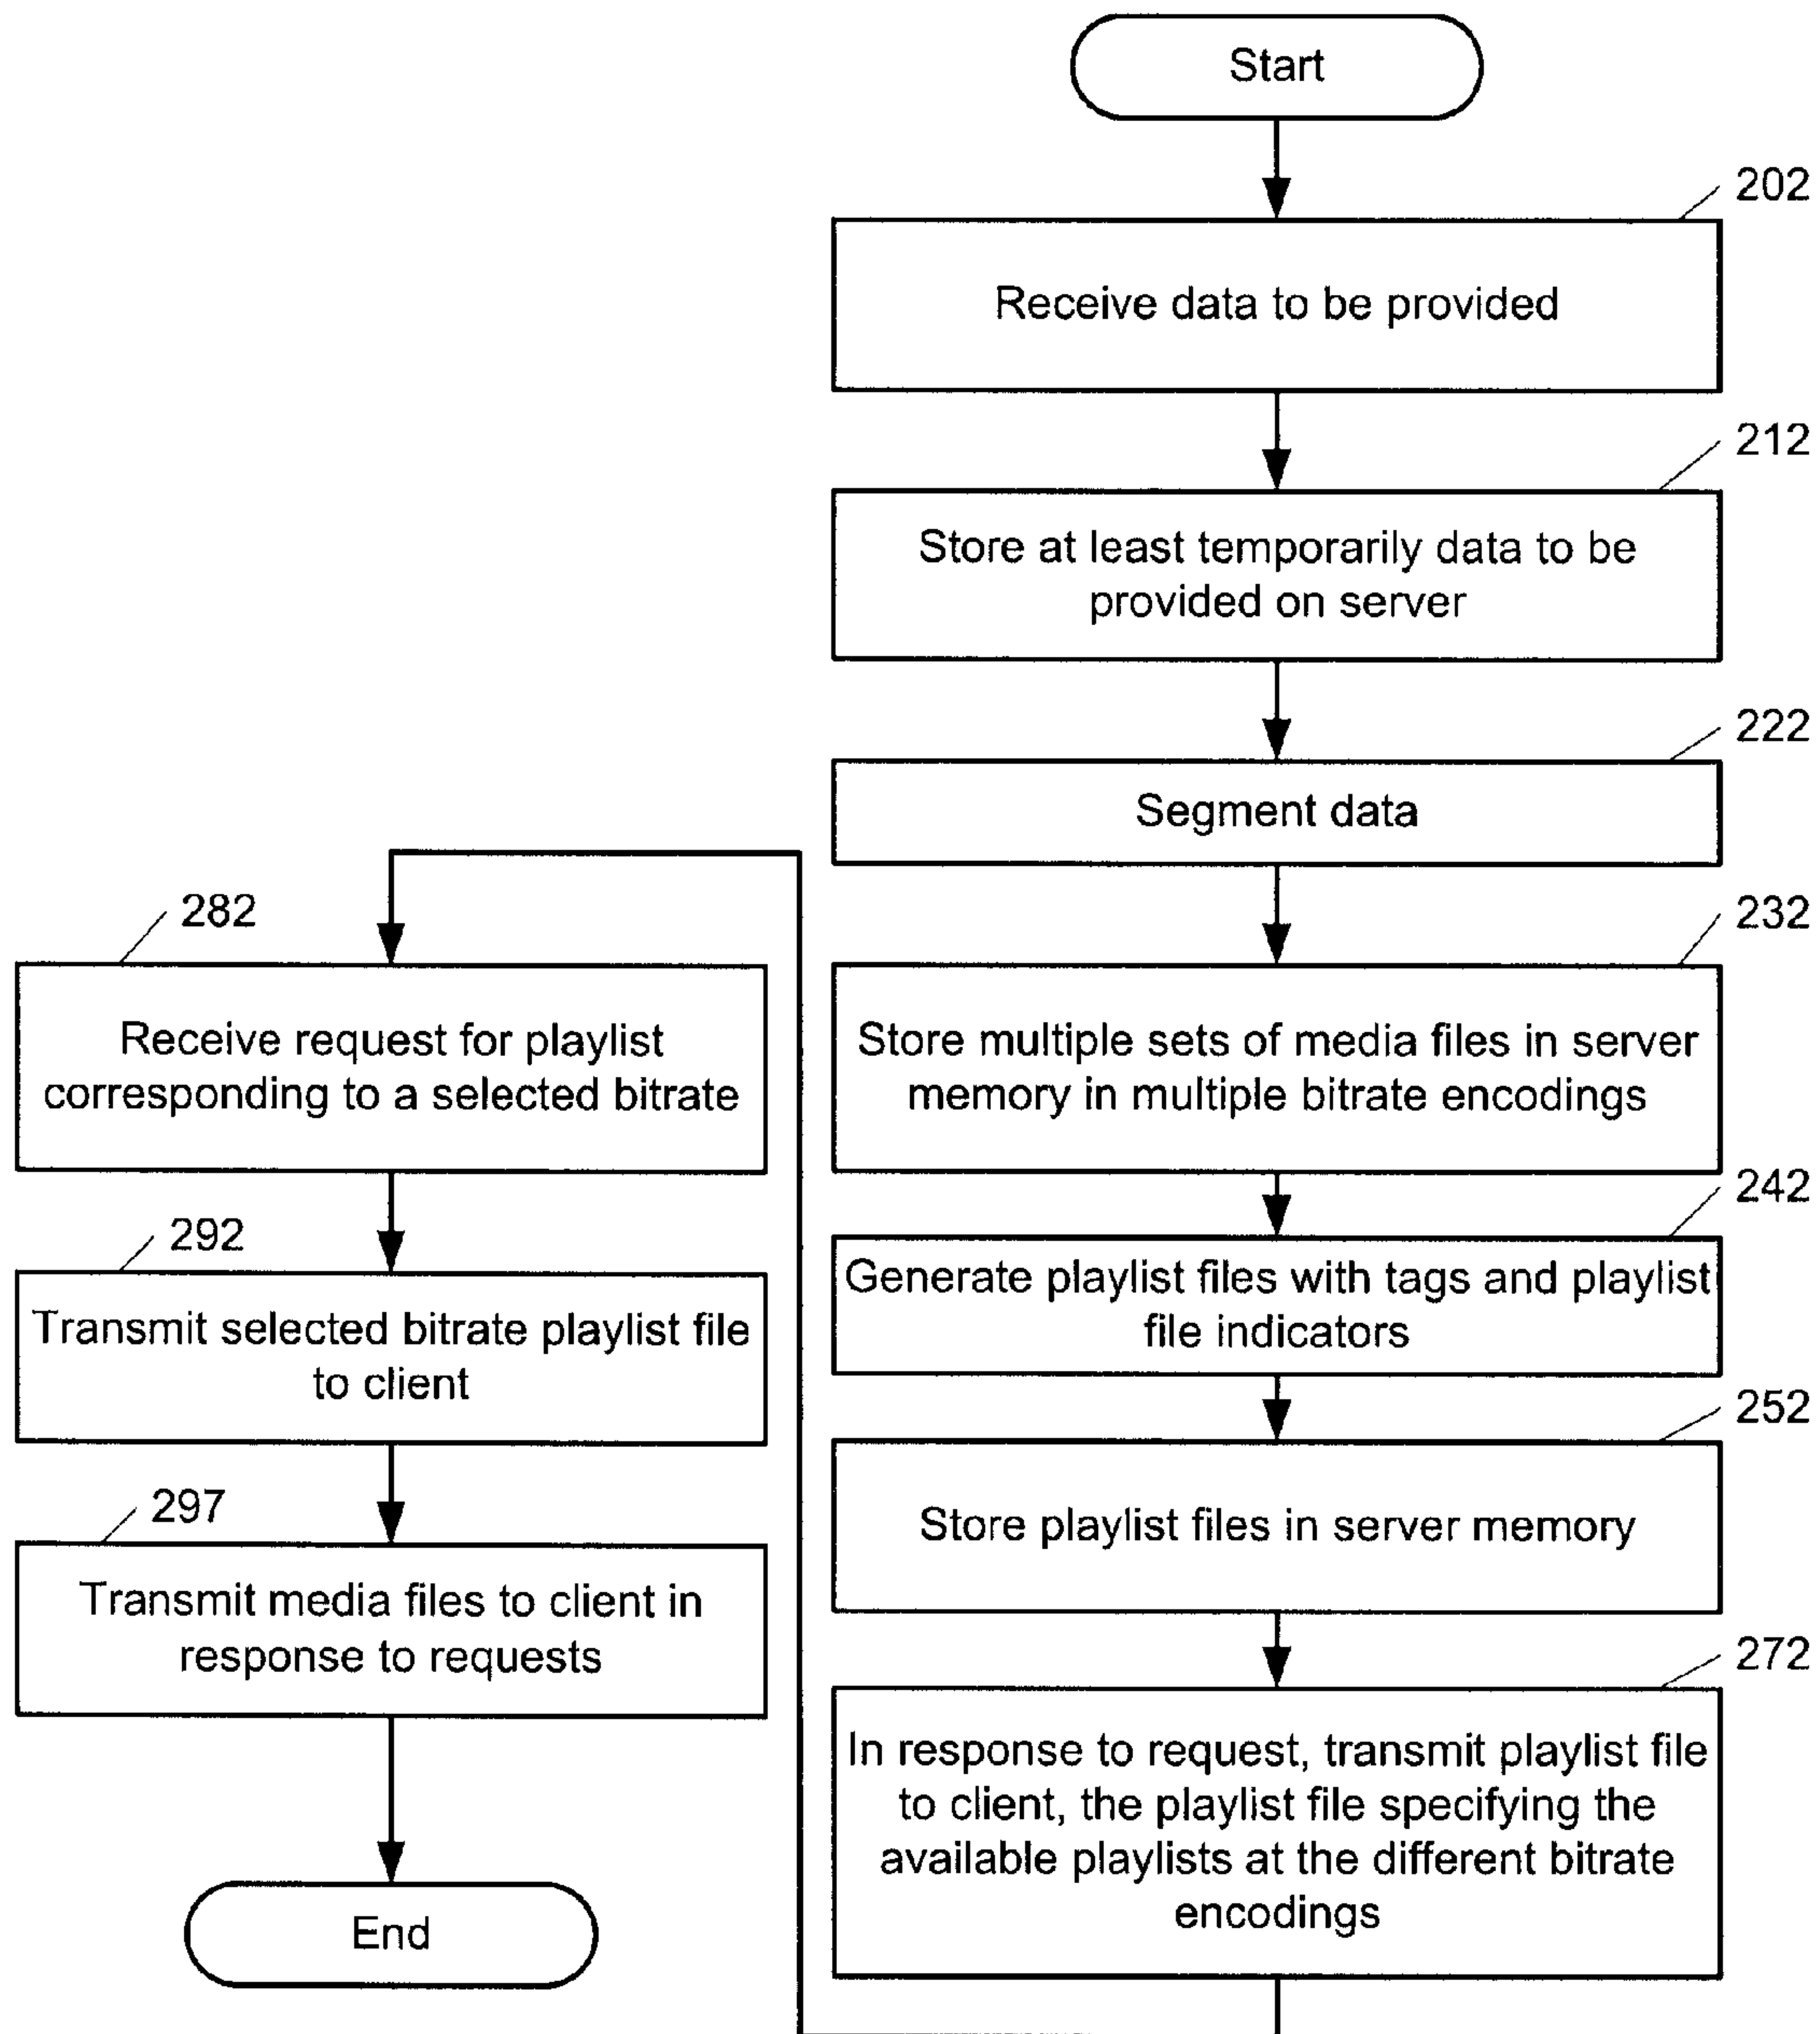 Start
202
Receive data to be provided
212
Store at least temporarily data to be
provided on server
222
Segment data
232
Store multiple sets of media files in server
memory in multiple bitrate encodings
242
Generate playlist files with tags and playlist
file indicators
252
Store playlist files in server memory
272
In response to request, transmit playlist file
to client, the playlist file specifying the
available playlists at the different bitrate
encodings
282
Receive request for playlist
corresponding to a selected bitrate
292
Transmit selected bitrate playlist file
to client
297
Transmit media files to client in
response to requests
End